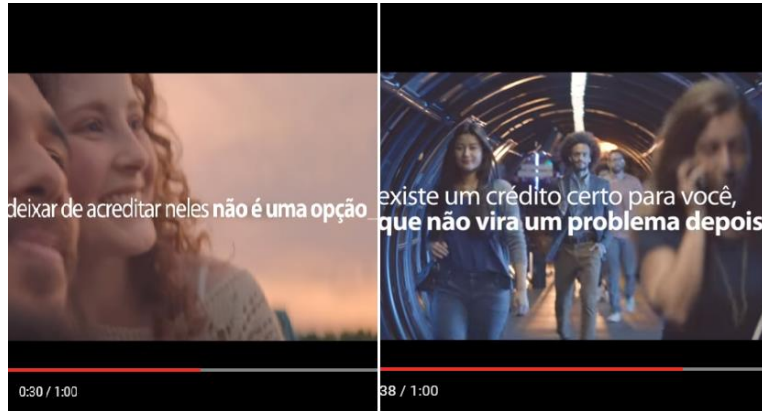 deixar de acreditar neles não é uma opção_
0:30 / 1:00
existe um crédito certo para você,
que não vira um problema depois
38 / 1:00